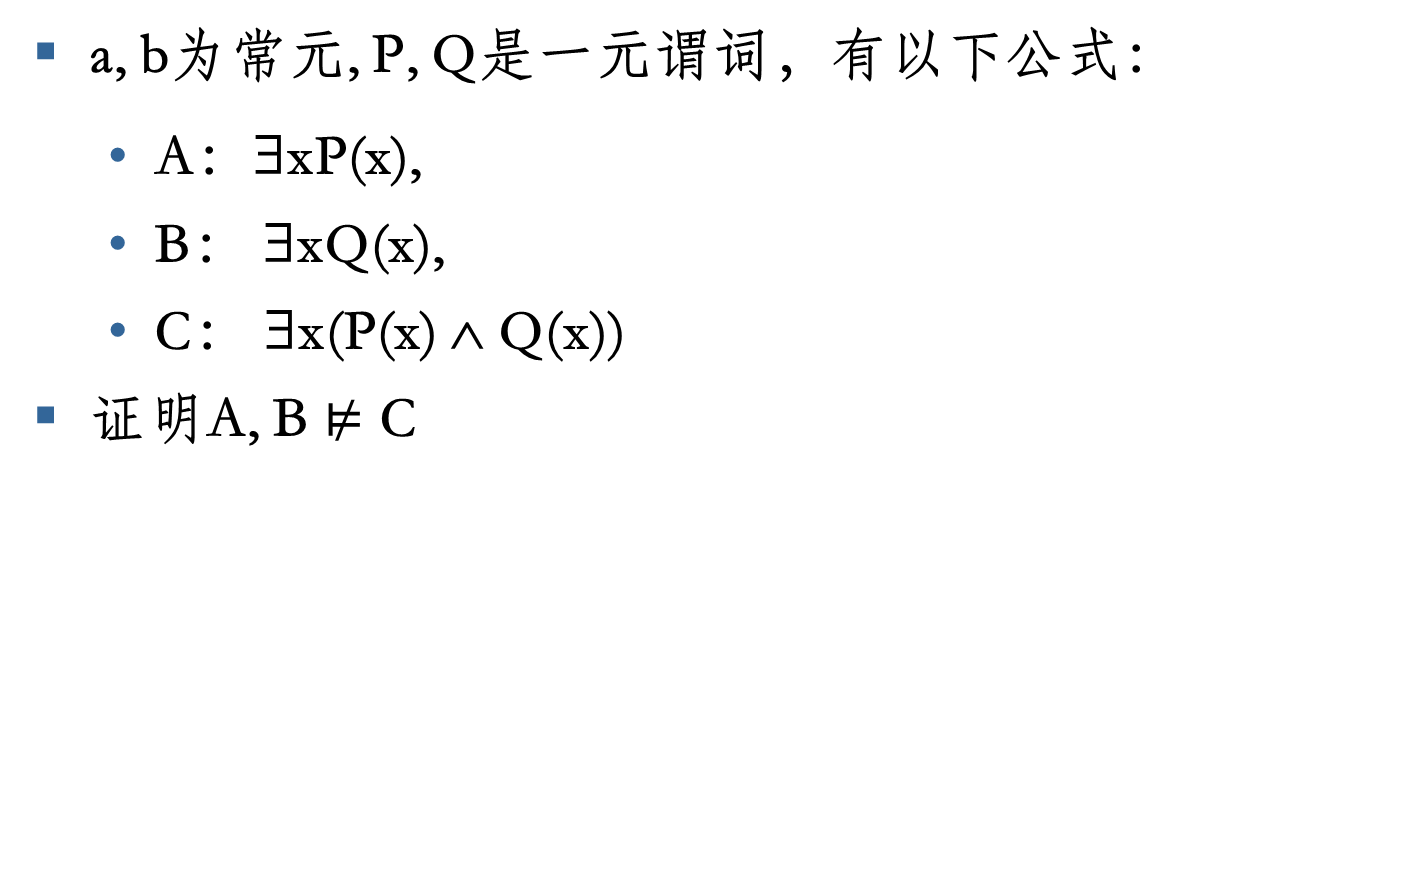 a, b为常元, P, Q是一元谓词，有以下公式：
A： ∃xP(x),
B： ∃xQ(x),
C： ∃x(P(x) ∧ Q(x))
证明A, B ⊭ C